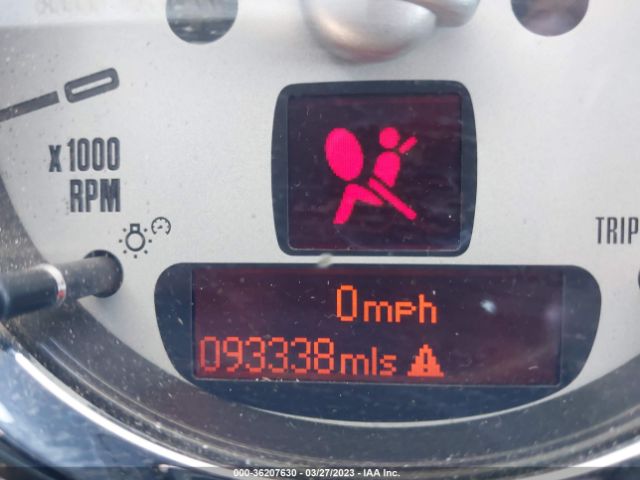 x1000
RPM
TRIP
0mph
093338mls
000-36207630 - 03/27/2023 - IAA Inc.